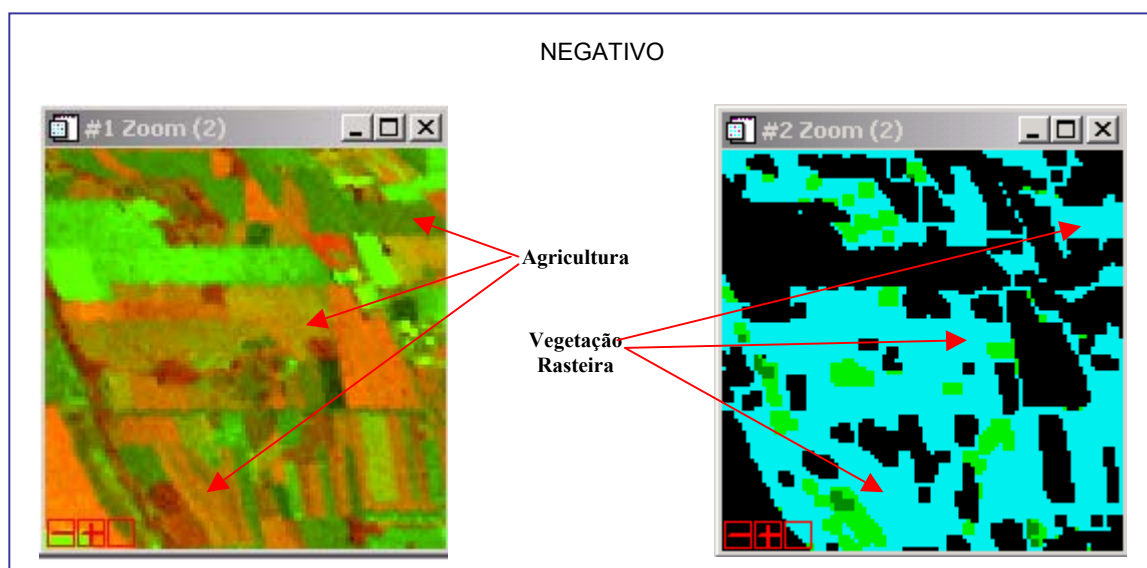 NEGATIVO
#1 Zoom (2)
#2 Zoom (2)
Agricultura
Vegetação
Rasteira